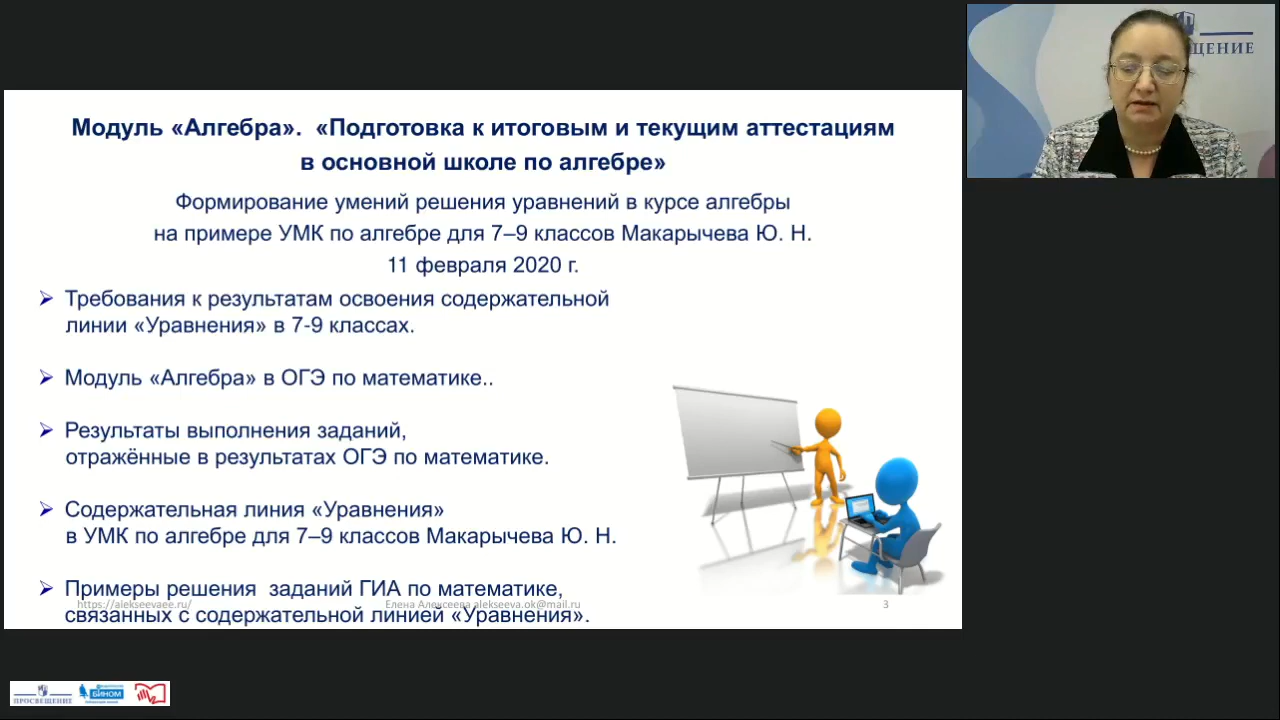 ЩЕНИЕ
Модуль «Алгебра».  «Подготовка к итоговым и текущим аттестациям
в основной школе по алгебре»
Формирование умений решения уравнений в курсе алгебры
на примере УМК по алгебре для 7–9 классов Макарычева Ю. Н.
11 февраля 2020 г.
Требования к результатам освоения содержательной
линии «Уравнения» в 7-9 классах.
Модуль «Алгебра» в ОГЭ по математике..
Результаты выполнения заданий,
отражённые в результатах ОГЭ по математике.
Содержательная линия «Уравнения»
в УМК по алгебре для 7–9 классов Макарычева Ю. Н.
Примеры решения  заданий ГИА по математике,
связанных с содержательной линией «Уравнения».
https://alekseevaee.ru/
Елена Алексеева alekseeva.ok@mail.ru
3
ПРОСВЕЩЕНИЕ
БИНОМ